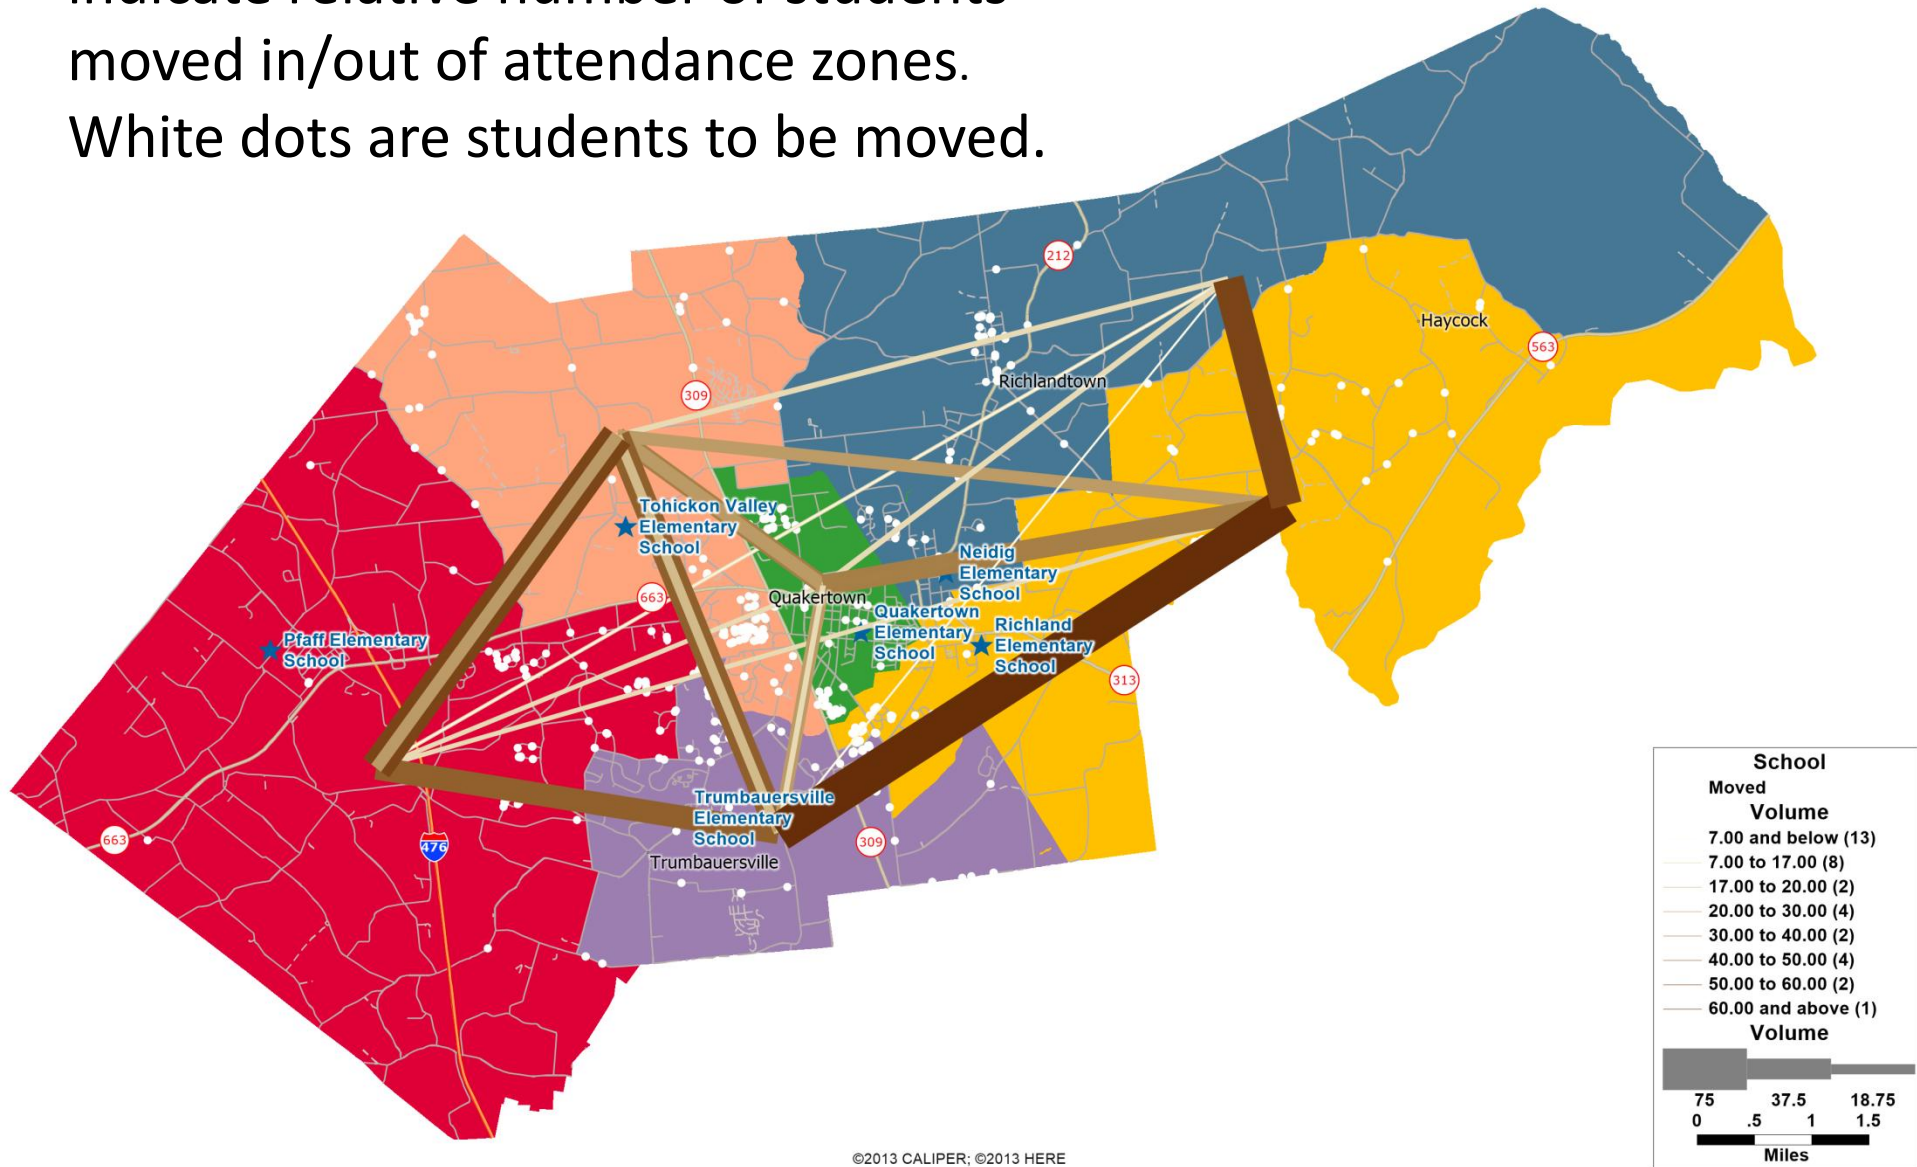 indicate relative number of students
moved in/out of attendance zones.
White dots are students to be moved.
212
Haycock
563
Richlandtown
309
Tohickon Valley
Elementary
School
Neidig
Elementary
School
663
Quakertown
Quakertown
Elementary
School
Richland
Elementary
School
Pfaff Elementary
School
313
Trumbauersville
Elementary
School
663
476
309
Trumbauersville
School
Moved
Volume
7.00 and below (13)
7.00 to 17.00 (8)
17.00 to 20.00 (2)
20.00 to 30.00 (4)
30.00 to 40.00 (2)
40.00 to 50.00 (4)
50.00 to 60.00 (2)
60.00 and above (1)
Volume
75 37.5 18.75
0 .5 1 1.5
Miles
©2013 CALIPER; ©2013 HERE